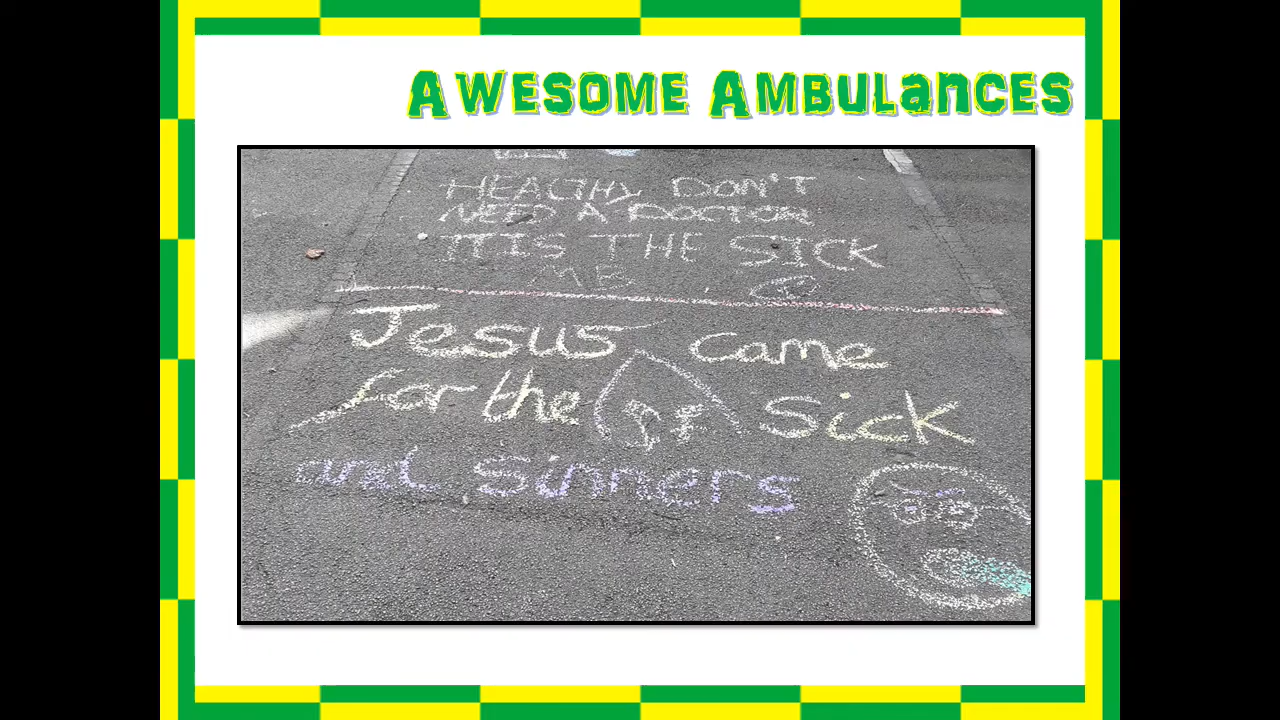 Awesome Ambulances
HEALTHY DON'T
NEED A DOCTOR
IT IS THE SICK
Jesus came
for the Sick
and Sinners